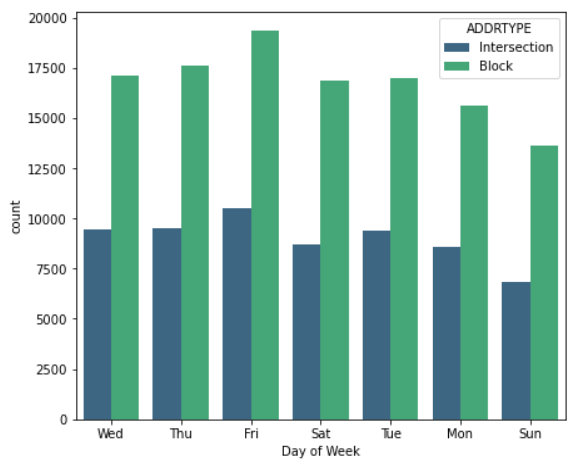 20000
17500
15000
12500
10000
7500
5000
2500
0
count
ADDRTYPE
Intersection
Block
Wed Thu Fri Sat Tue Mon Sun
Day of Week